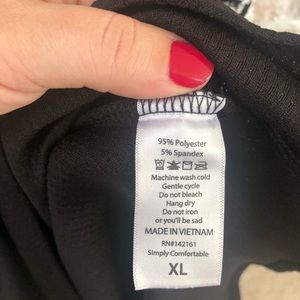 95% Polyester
5% Spandex
Machine wash cold
Gentle cycle
Do not bleach
Hang dry
Do not iron
or you'll be sad
MADE IN VIETNAM
RN#142161
Simply Comfortable
XL